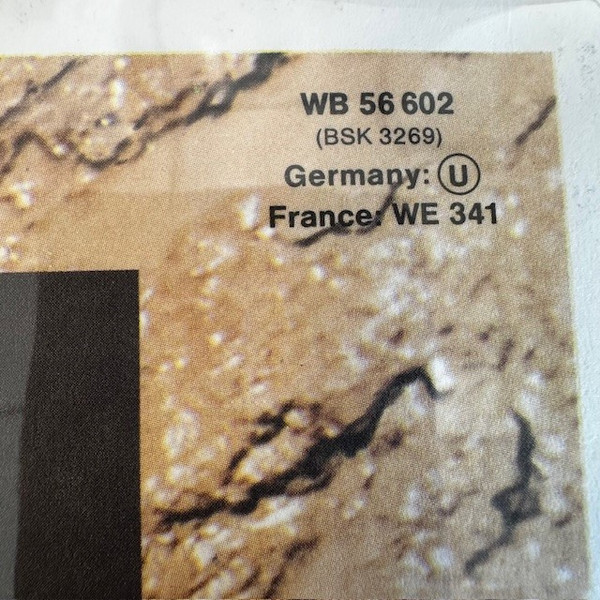 WB 56 602
(BSK 3269)
Germany: Ⓤ
France: WE 341